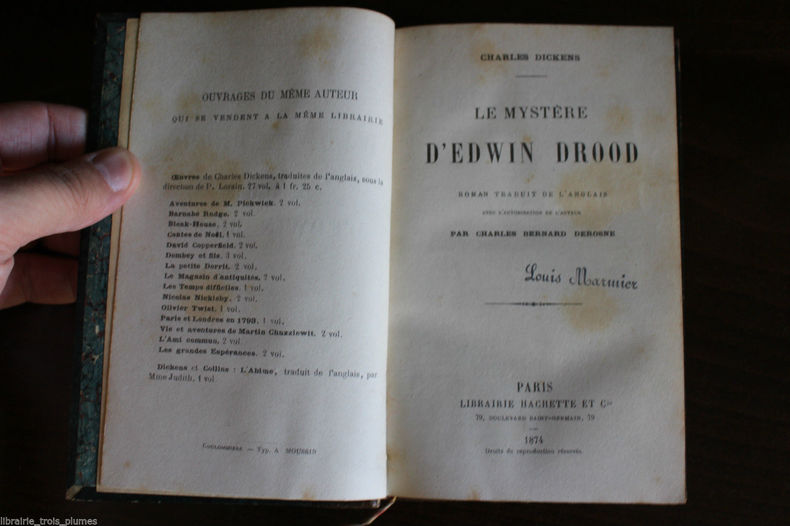 OUVRAGES DU MÊME AUTEUR
QUI SE VENDENT A LA MÊME LIBRAIRIE
Œuvres de Charles Dickens, traduites de l'anglais, sous la
direction de P. Lorain. 27 vol. à 1 fr. 25 c.
Aventures de M. Pickwick. 2 vol.
Barnabé Rudge. 2 vol.
Bleak-House. 2 vol.
Contes de Noël. 1 vol.
David Copperfield. 2 vol.
Dombey et fils. 3 vol.
La petite Dorrit. 2 vol.
Le Magasin d'antiquités. 2 vol.
Les Temps difficiles. 1 vol.
Nicolas Nickleby. 2 vol.
Olivier Twist. 1 vol.
Paris et Londres en 1793. 1 vol.
Vie et aventures de Martin Chuzzlewit. 2 vol.
L'Ami commun. 2 vol.
Les grandes Espérances. 2 vol.
Dickens et Collins : L'Abîme, traduit de l'anglais, par
Mme Judith. 1 vol.
COULOMMIERS — Typ. A. MOUSSIN
CHARLES DICKENS
LE MYSTÈRE
D'EDWIN DROOD
ROMAN TRADUIT DE L'ANGLAIS
AVEC L'AUTORISATION DE L'AUTEUR
PAR CHARLES BERNARD DEROSNE
Louis Marmier
PARIS
LIBRAIRIE HACHETTE ET Cie
79, BOULEVARD SAINT-GERMAIN, 79
1874
Droits de reproduction réservés.
librairie_trois_plumes